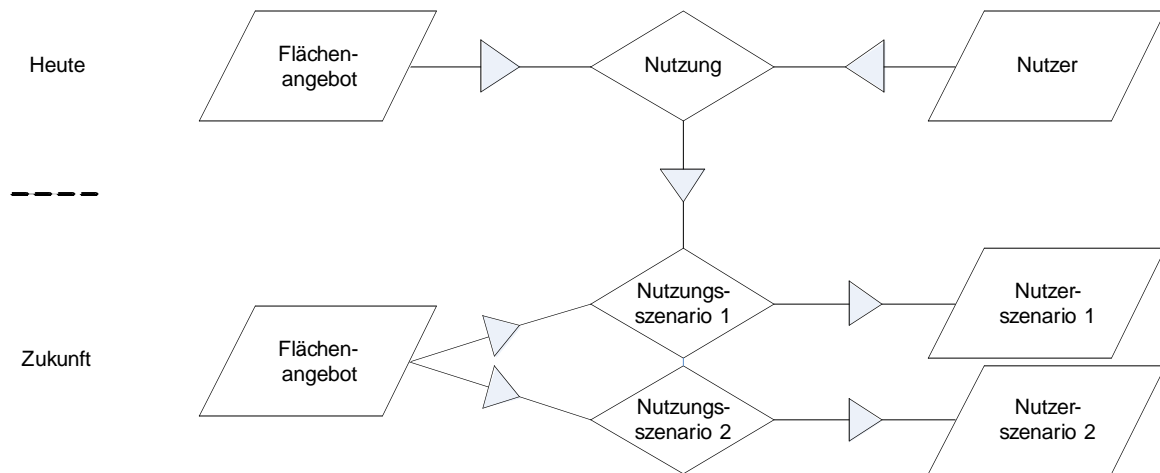 Heute
Flächen-
angebot
Nutzung
Nutzer
Zukunft
Flächen-
angebot
Nutzungs-
szenario 1
Nutzer-
szenario 1
Nutzungs-
szenario 2
Nutzer-
szenario 2